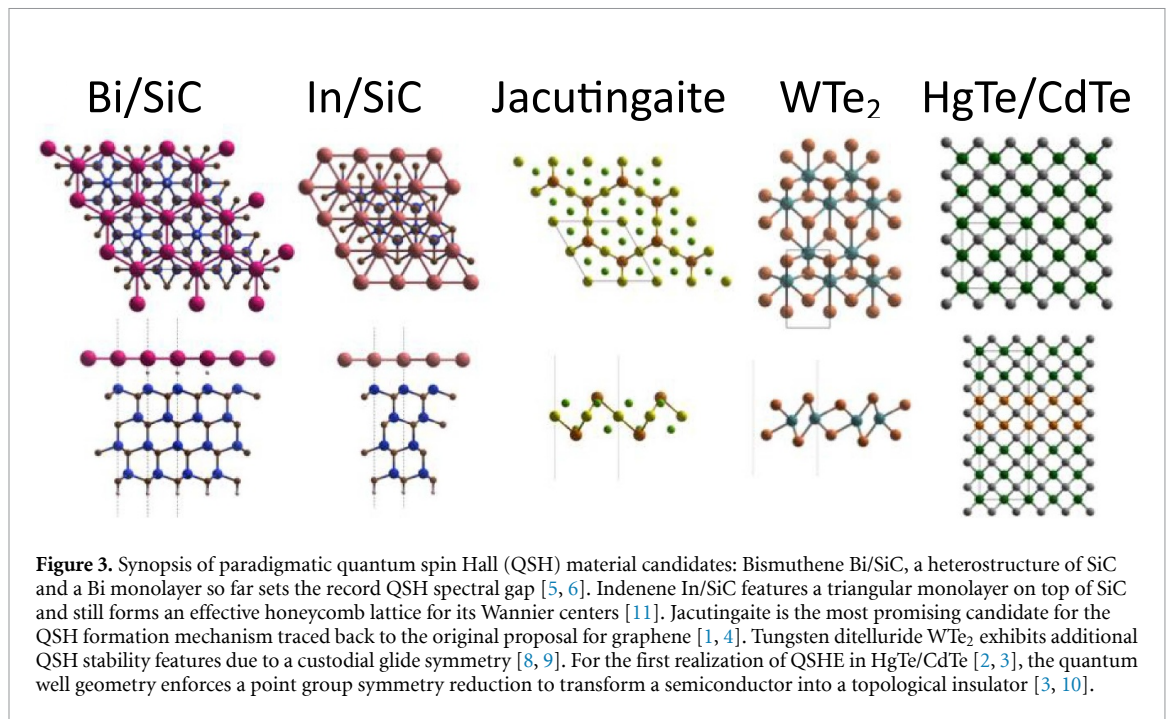 Bi/SiC In/SiC Jacutingaite WTe₂ HgTe/CdTe
Figure 3. Synopsis of paradigmatic quantum spin Hall (QSH) material candidates: Bismuthene Bi/SiC, a heterostructure of SiC
and a Bi monolayer so far sets the record QSH spectral gap [5, 6]. Indenene In/SiC features a triangular monolayer on top of SiC
and still forms an effective honeycomb lattice for its Wannier centers [11]. Jacutingaite is the most promising candidate for the
QSH formation mechanism traced back to the original proposal for graphene [1, 4]. Tungsten ditelluride WTe₂ exhibits additional
QSH stability features due to a custodial glide symmetry [8, 9]. For the first realization of QSHE in HgTe/CdTe [2, 3], the quantum
well geometry enforces a point group symmetry reduction to transform a semiconductor into a topological insulator [3, 10].